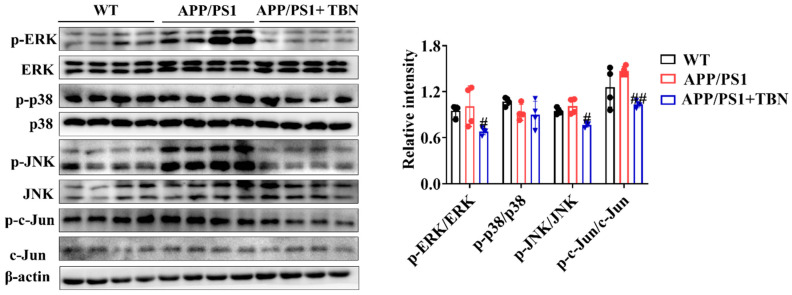 WT APP/PS1 APP/PS1+ TBN
p-ERK
ERK
p-p38
p38
p-JNK
JNK
p-c-Jun
c-Jun
β-actin
Relative intensity
1.8
1.2
0.6
0.0
# # ##
p-ERK/ERK
p-p38/p38
p-JNK/JNK
p-c-Jun/c-Jun
WT
APP/PS1
APP/PS1+TBN